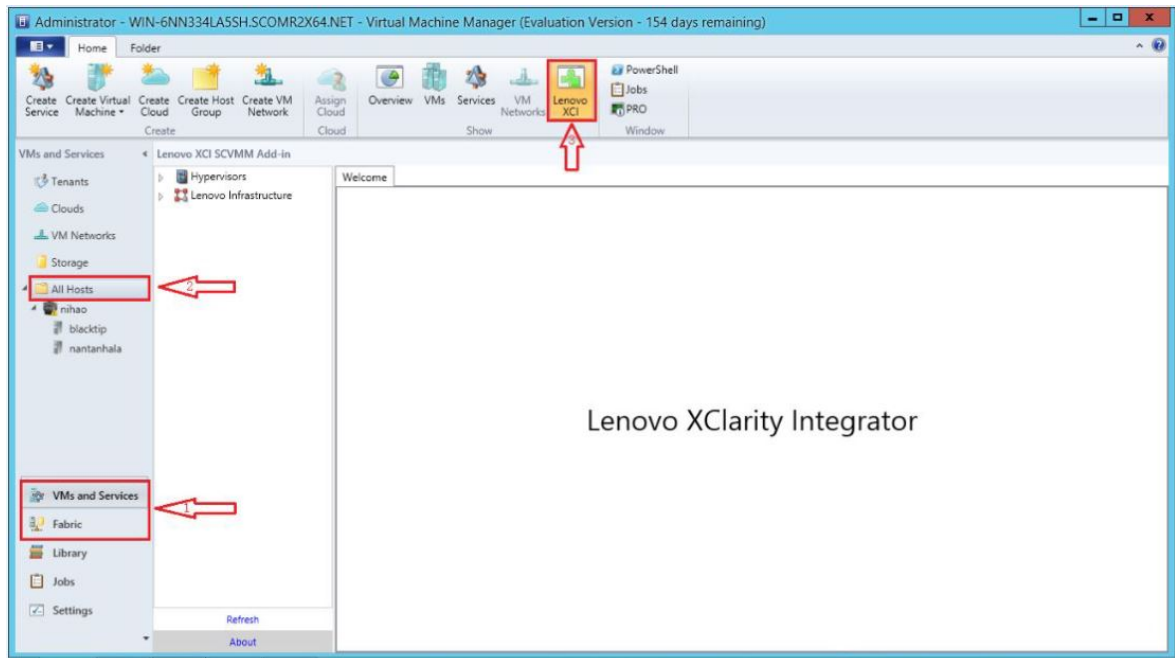 Administrator - WIN-6NN334LA5SH.SCOMR2X64.NET - Virtual Machine Manager (Evaluation Version - 154 days remaining)
Home Folder
Create Service
Create Virtual Machine
Create Cloud
Create Host Group
Create VM Network
Assign Cloud
Overview
VMs
Services
VM Networks
Lenovo XCI
PowerShell
Jobs
PRO
Create
Cloud
Show
Window
3
VMs and Services
Tenants
Clouds
VM Networks
Storage
All Hosts
2
nihao
blacktip
nantanhala
VMs and Services
1
Fabric
Library
Jobs
Settings
Lenovo XCI SCVMM Add-in
Hypervisors
Lenovo Infrastructure
Refresh
About
Welcome
Lenovo XClarity Integrator